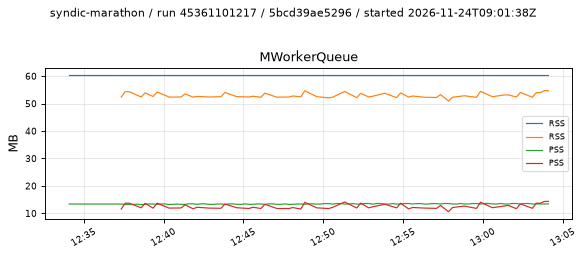 syndic-marathon / run 45361101217 / 5bcd39ae5296 / started 2026-11-24T09:01:38Z
MWorkerQueue
MB
60
50
40
30
20
10
RSS
RSS
PSS
PSS
12:35
12:40
12:45
12:50
12:55
13:00
13:05